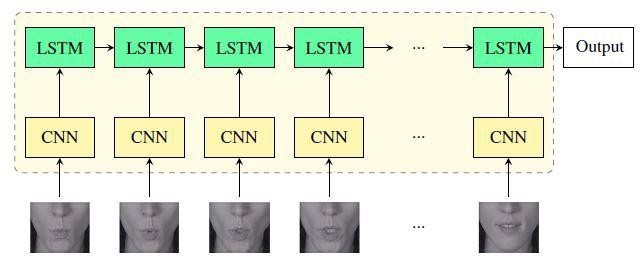 LSTM LSTM LSTM LSTM ... LSTM Output
CNN CNN CNN CNN ... CNN
...